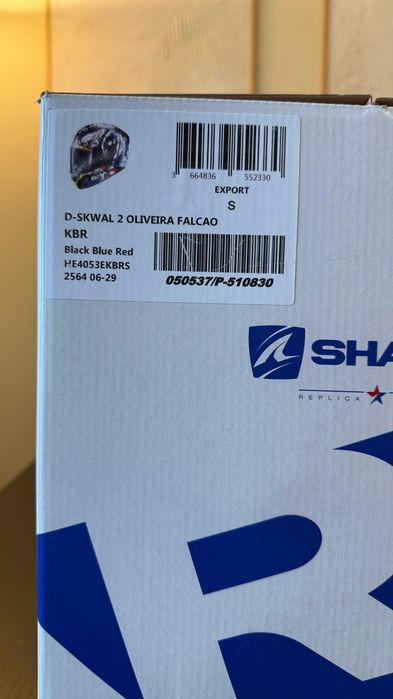 3 664836 552330
EXPORT
S
D-SKWAL 2 OLIVEIRA FALCAO
KBR
Black Blue Red
HE4053EKBRS
2564 06-29
050537/P-510830
SHA
REPLICA
R